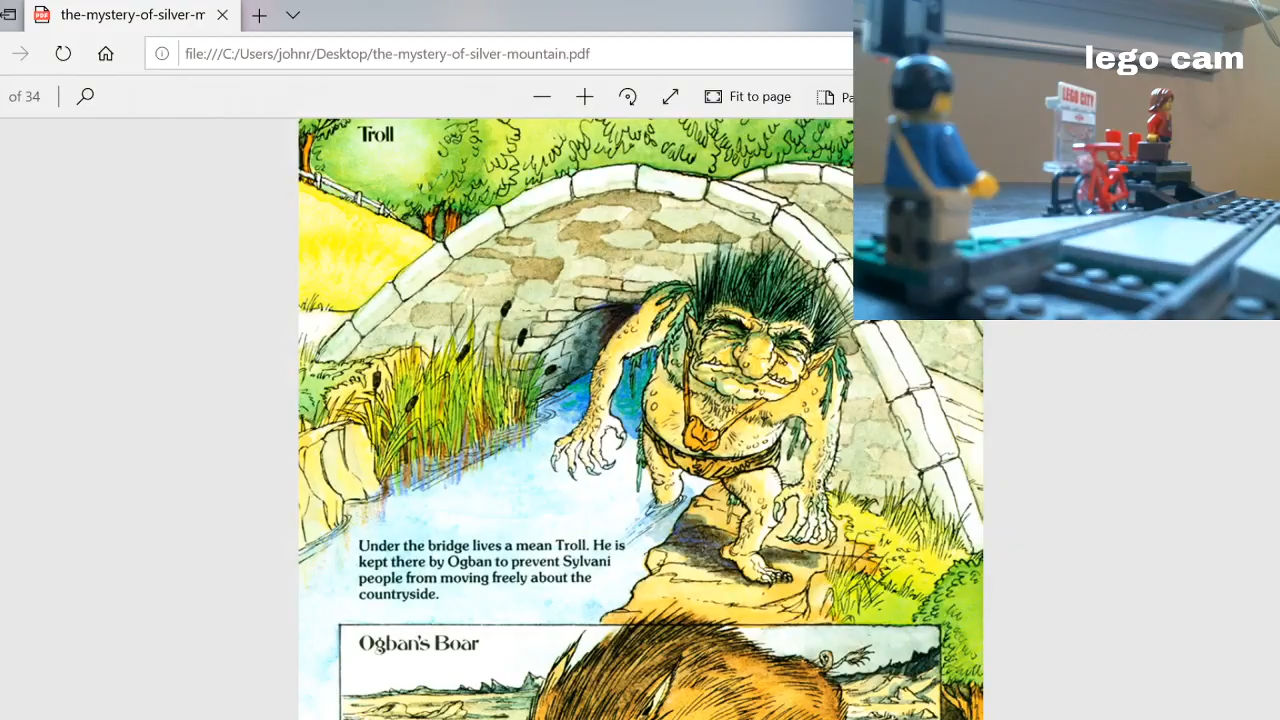 the-mystery-of-silver-m
file:///C:/Users/johnr/Desktop/the-mystery-of-silver-mountain.pdf
of 34
Fit to page
Pa
lego cam
LEGO CITY
Troll
Under the bridge lives a mean Troll. He is
kept there by Ogban to prevent Sylvani
people from moving freely about the
countryside.
Ogban's Boar